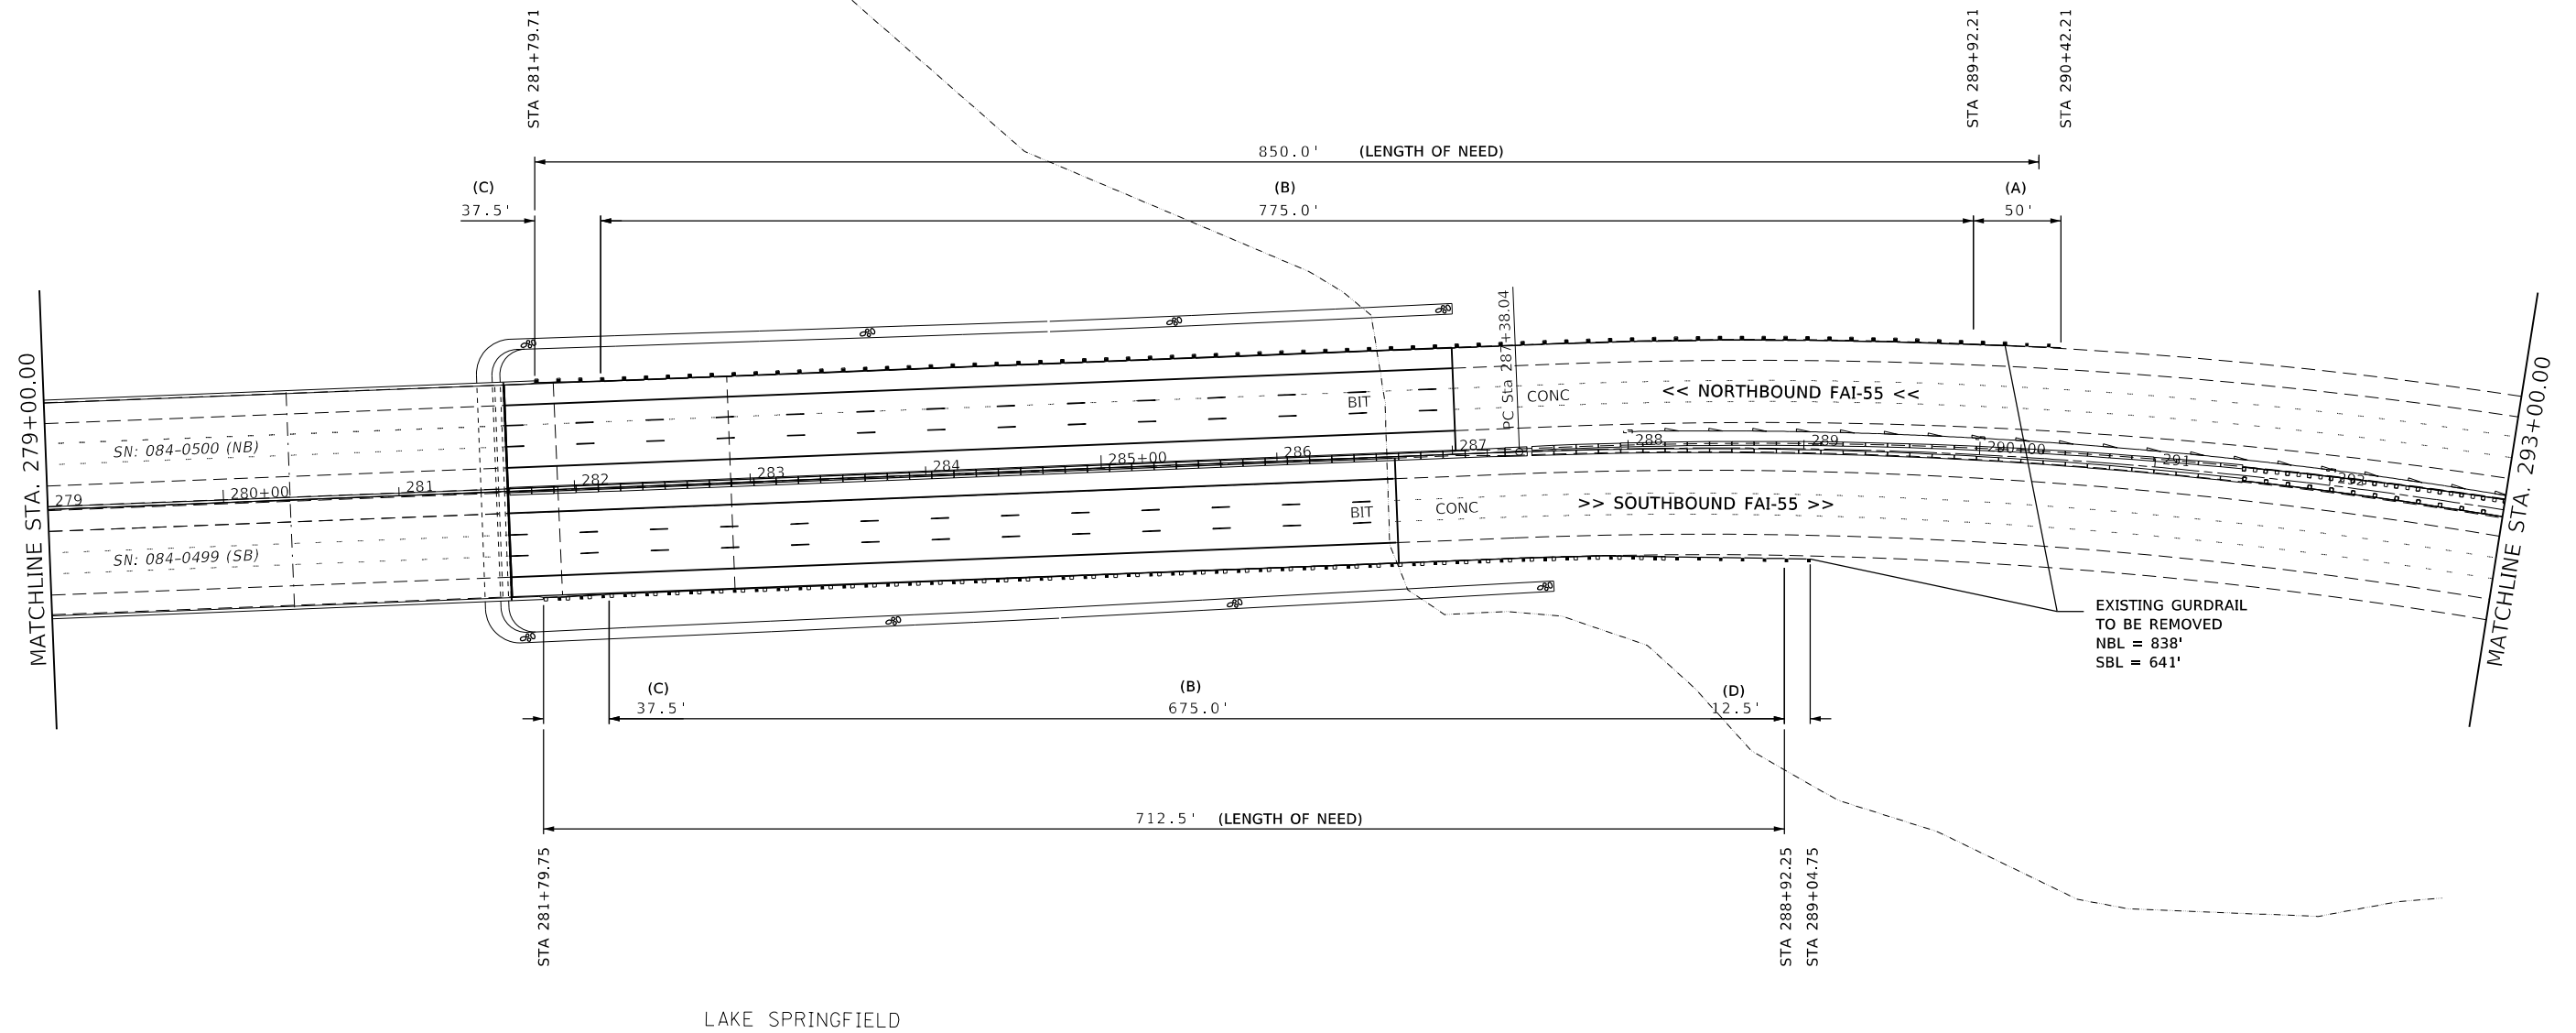 STA 281+79.71
STA 289+92.21
STA 290+42.21
850.0' (LENGTH OF NEED)
(C)
(B)
(A)
37.5'
775.0'
50'
MATCHLINE STA. 279+00.00
MATCHLINE STA. 293+00.00
PC Sta 287+38.04
BIT
CONC
<< NORTHBOUND FAI-55 <<
SN: 084-0500 (NB)
279
280+00
281
282
283
284
285+00
286
287
288
289
290+00
291
292
SN: 084-0499 (SB)
BIT
CONC
>> SOUTHBOUND FAI-55 >>
EXISTING GURDRAIL
TO BE REMOVED
NBL = 838'
SBL = 641'
(C)
(B)
(D)
37.5'
675.0'
12.5'
712.5' (LENGTH OF NEED)
STA 281+79.75
STA 288+92.25
STA 289+04.75
LAKE SPRINGFIELD